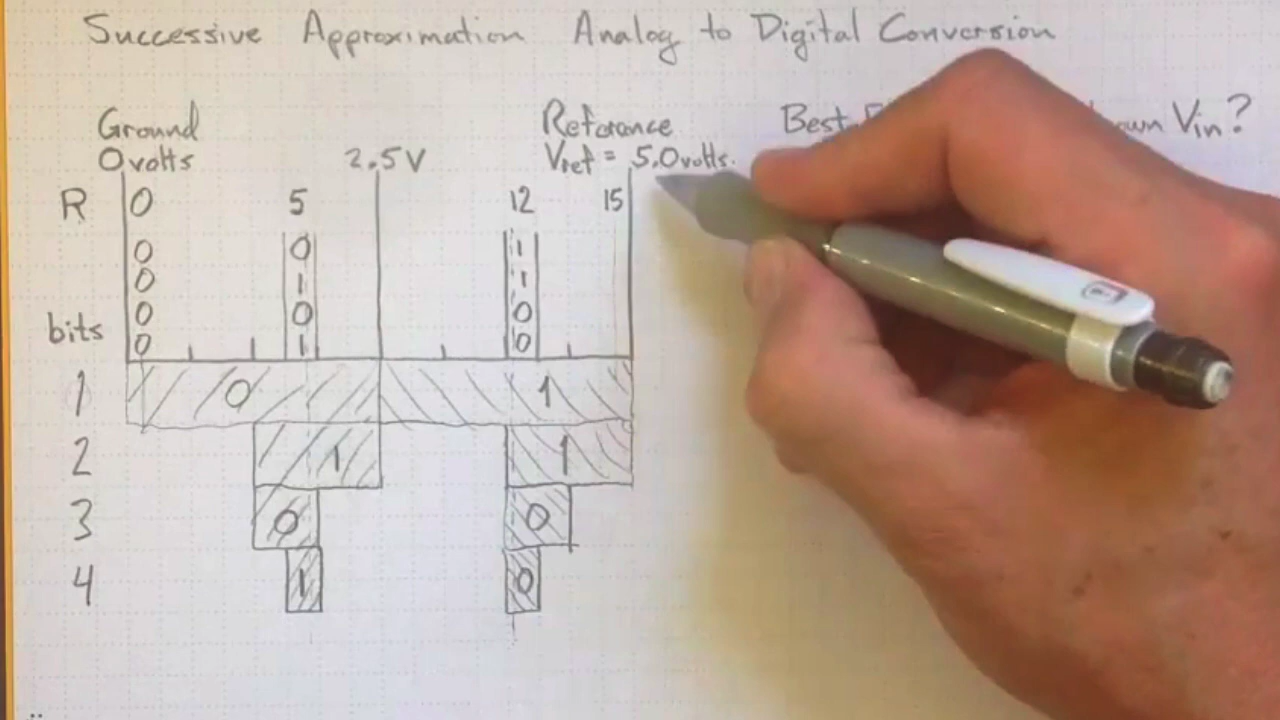 Successive Approximation Analog to Digital Conversion
Ground
0 volts
2.5V
Reference
Vref = 5.0volts.
Best
Vin?
R 0 5 12 15
0 0 1
0 1 1
0 0 0
bits 0 1 0
1 0 1
2 1 1
3 0 0
4 1 0